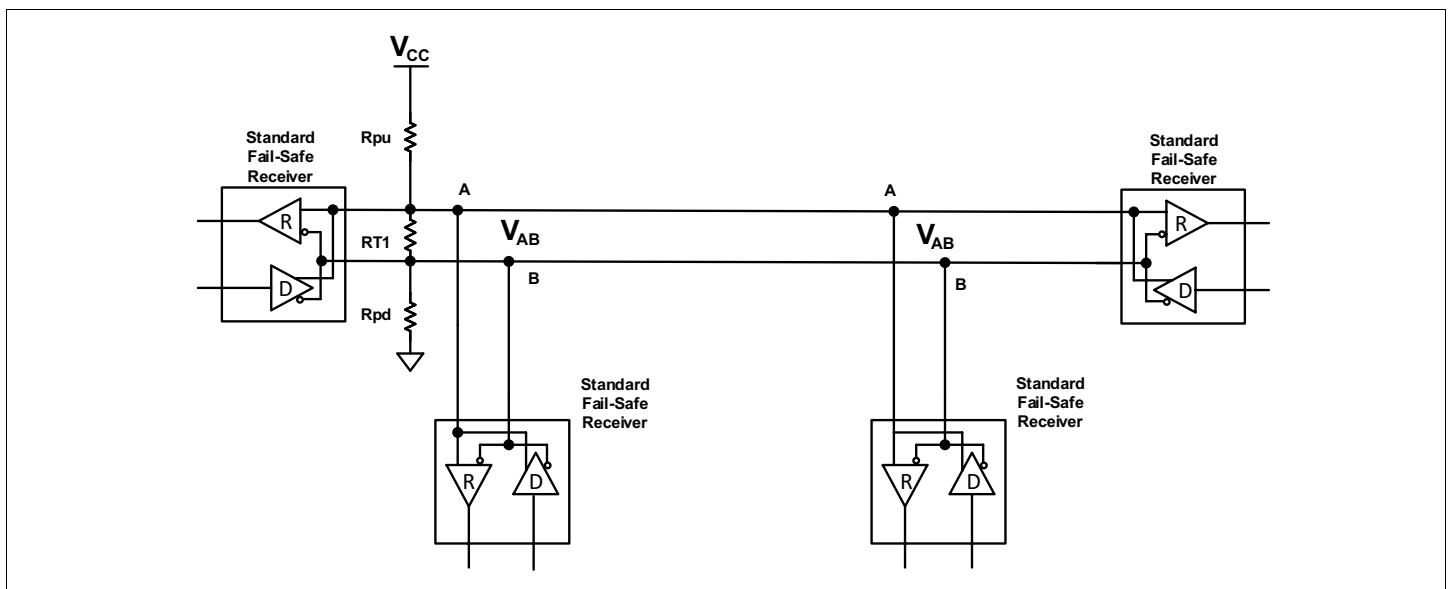 VCC
Rpu
Standard
Fail-Safe
Receiver
Standard
Fail-Safe
Receiver
A
A
R
RT1
VAB
VAB
R
B
B
D
D
Rpd
Standard
Fail-Safe
Receiver
Standard
Fail-Safe
Receiver
R
D
R
D